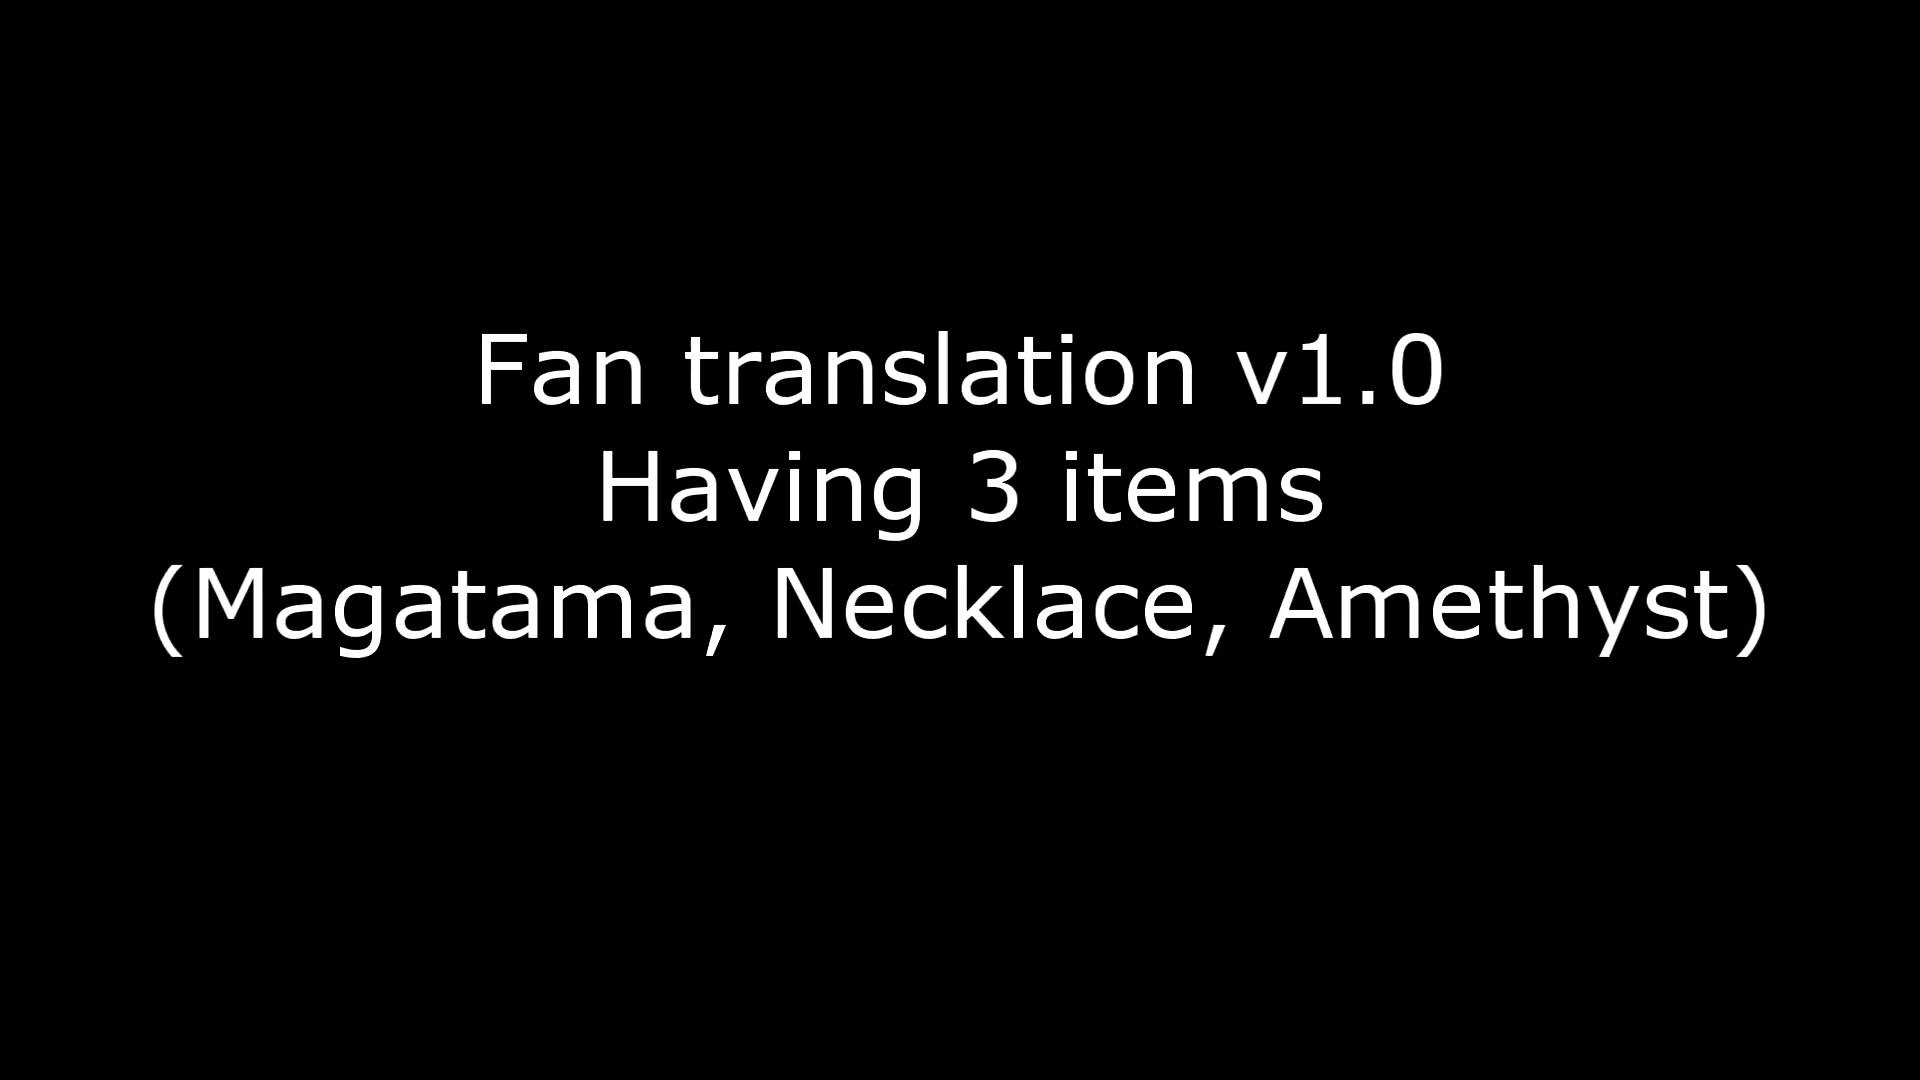 Fan translation v1.0
Having 3 items
(Magatama, Necklace, Amethyst)